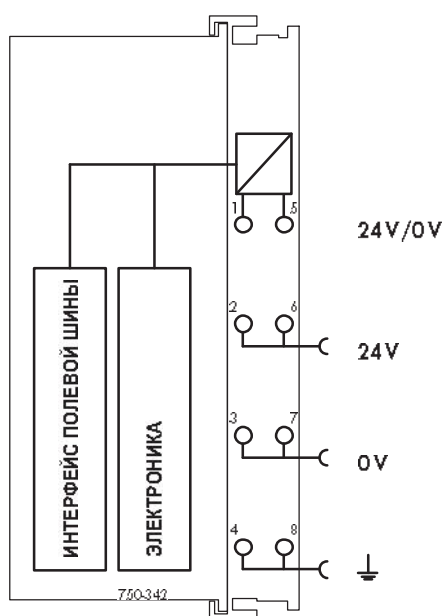 1 5
24V/0V
2 6
24V
3 7
0V
4 8
ИНТЕРФЕЙС ПОЛЕВОЙ ШИНЫ
ЭЛЕКТРОНИКА
750-342